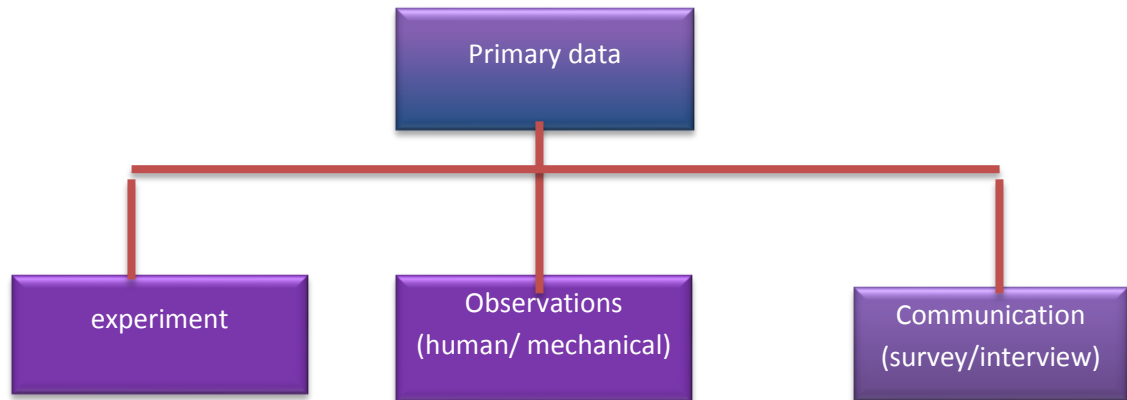 Primary data
experiment
Observations
(human/ mechanical)
Communication
(survey/interview)